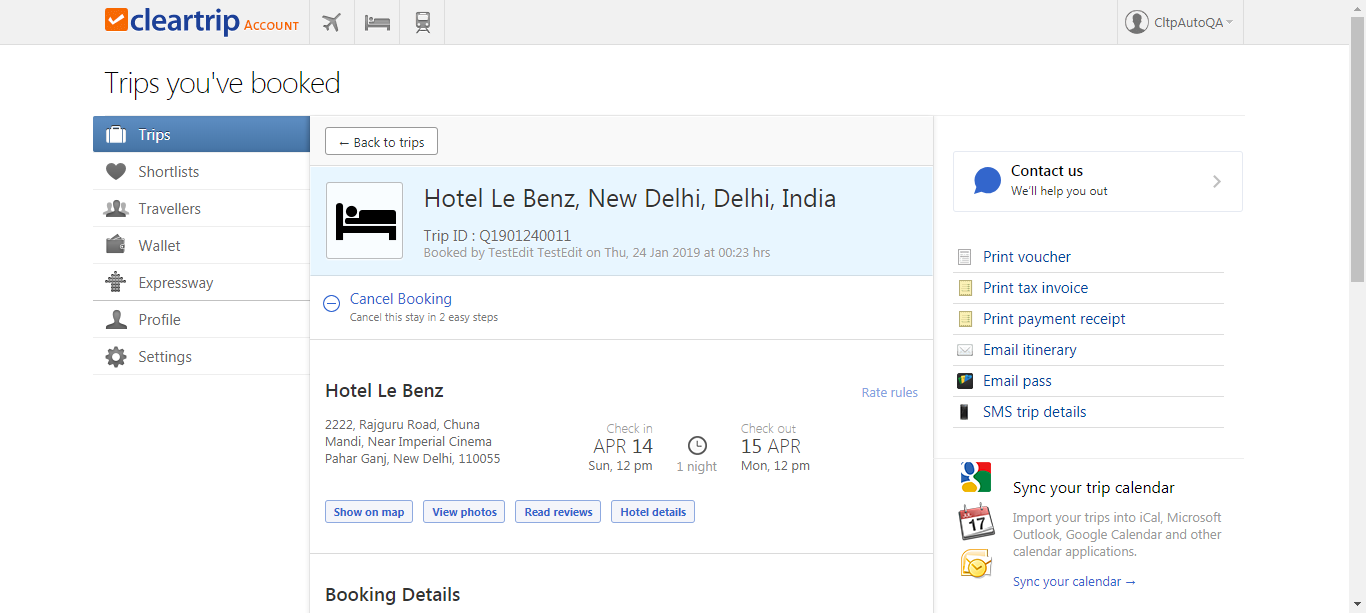 cleartrip ACCOUNT
CltpAutoQA
Trips you've booked
Trips
Shortlists
Travellers
Wallet
Expressway
Profile
Settings
← Back to trips
Hotel Le Benz, New Delhi, Delhi, India
Trip ID : Q1901240011
Booked by TestEdit TestEdit on Thu, 24 Jan 2019 at 00:23 hrs
Cancel Booking
Cancel this stay in 2 easy steps
Hotel Le Benz
Rate rules
2222, Rajguru Road, Chuna
Mandi, Near Imperial Cinema
Pahar Ganj, New Delhi, 110055
Check in
APR 14
Sun, 12 pm
1 night
Check out
15 APR
Mon, 12 pm
Show on map
View photos
Read reviews
Hotel details
Booking Details
Contact us
We'll help you out
Print voucher
Print tax invoice
Print payment receipt
Email itinerary
Email pass
SMS trip details
17
Sync your trip calendar
Import your trips into iCal, Microsoft
Outlook, Google Calendar and other
calendar applications.
Sync your calendar →